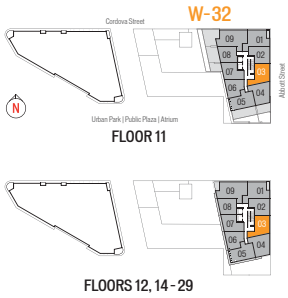 W-32
Cordova Street
09 01
08 02
07 03
06 04
05
Abbott Street
N
Urban Park | Public Plaza | Atrium
FLOOR 11
09 01
08 02
07 03
06 04
05
FLOORS 12, 14 - 29